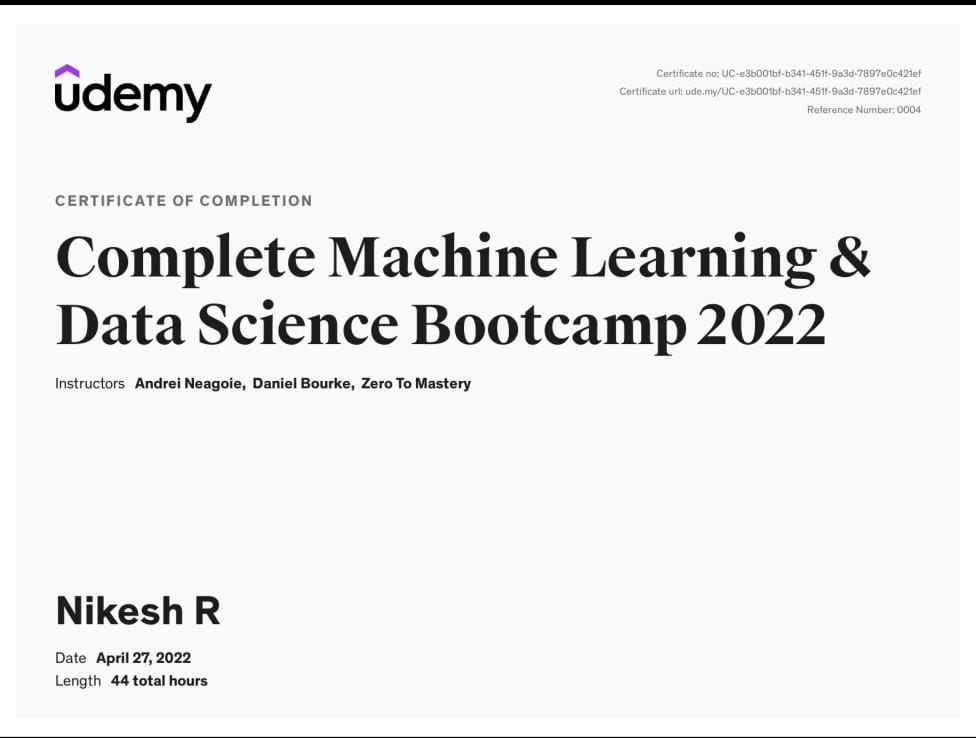 udemy
Certificate no: UC-e3b001bf-b341-451f-9a3d-7897e0c421ef
Certificate url: ude.my/UC-e3b001bf-b341-451f-9a3d-7897e0c421ef
Reference Number: 0004
CERTIFICATE OF COMPLETION
Complete Machine Learning &
Data Science Bootcamp 2022
Instructors Andrei Neagoie, Daniel Bourke, Zero To Mastery
Nikesh R
Date April 27, 2022
Length 44 total hours